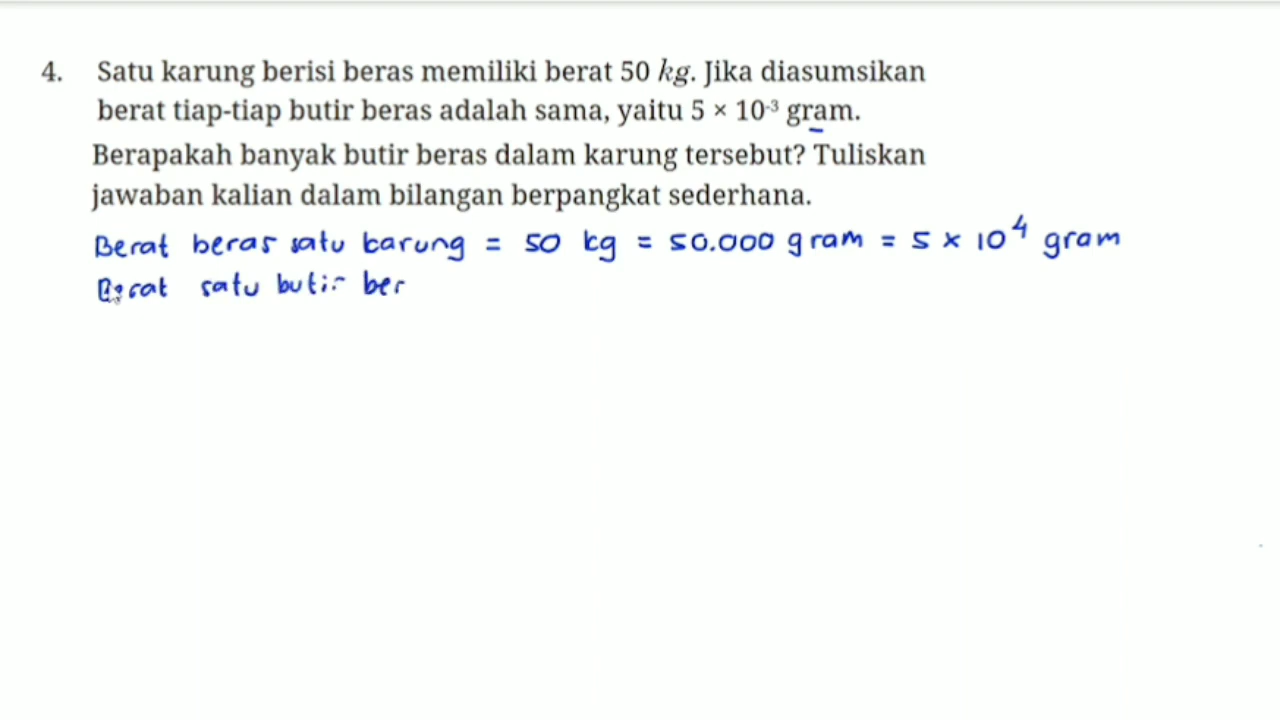 4. Satu karung berisi beras memiliki berat 50 kg. Jika diasumsikan
berat tiap-tiap butir beras adalah sama, yaitu 5 × 10⁻³ gram.
Berapakah banyak butir beras dalam karung tersebut? Tuliskan
jawaban kalian dalam bilangan berpangkat sederhana.
Berat beras satu karung = 50 kg = 50.000 gram = 5 × 10⁴ gram
Berat satu butir ber